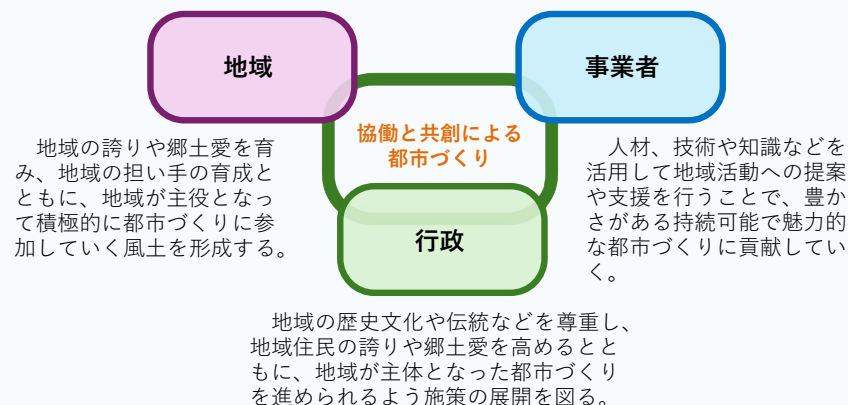 地域
事業者
協働と共創による
都市づくり
地域の誇りや郷土愛を育
み、地域の担い手の育成と
ともに、地域が主役となっ
て積極的に都市づくりに参
加していく風土を形成する。
人材、技術や知識などを
活用して地域活動への提案
や支援を行うことで、豊か
さがある持続可能で魅力的
な都市づくりに貢献してい
く。
行政
地域の歴史文化や伝統などを尊重し、
地域住民の誇りや郷土愛を高めるとと
もに、地域が主体となった都市づくり
を進められるよう施策の展開を図る。